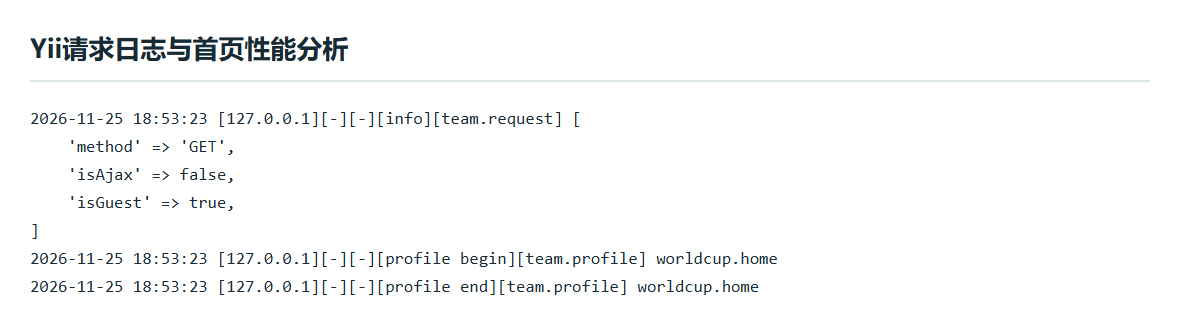 Yii请求日志与首页性能分析
2026-11-25 18:53:23 [127.0.0.1][-][-][info][team.request] [
    'method' => 'GET',
    'isAjax' => false,
    'isGuest' => true,
]
2026-11-25 18:53:23 [127.0.0.1][-][-][profile begin][team.profile] worldcup.home
2026-11-25 18:53:23 [127.0.0.1][-][-][profile end][team.profile] worldcup.home